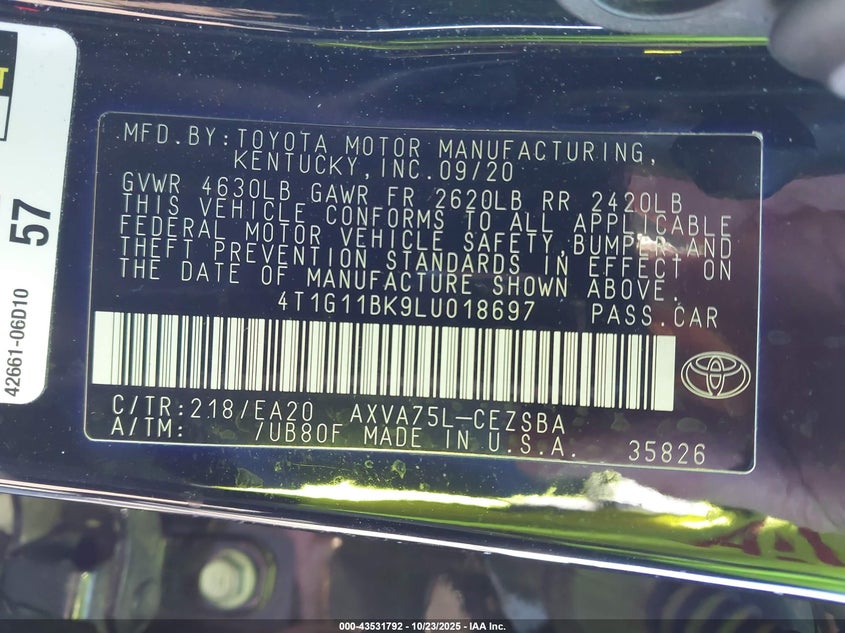 MFD.BY:TOYOTA MOTOR MANUFACTURING,
KENTUCKY,INC.09/20
GVWR 4630LB GAWR FR 2620LB RR 2420LB
THIS VEHICLE CONFORMS TO ALL APPLICABLE
FEDERAL MOTOR VEHICLE SAFETY,BUMPER AND
THEFT PREVENTION STANDARDS IN EFFECT ON
THE DATE OF MANUFACTURE SHOWN ABOVE.
4T1G11BK9LU018697 PASS.CAR
C/TR:218/EA20 AXVA75L-CEZSBA
A/TM: /UB80F MADE IN U.S.A. 35826
57
42661-06D10
000-43531792 - 10/23/2025 - IAA Inc.